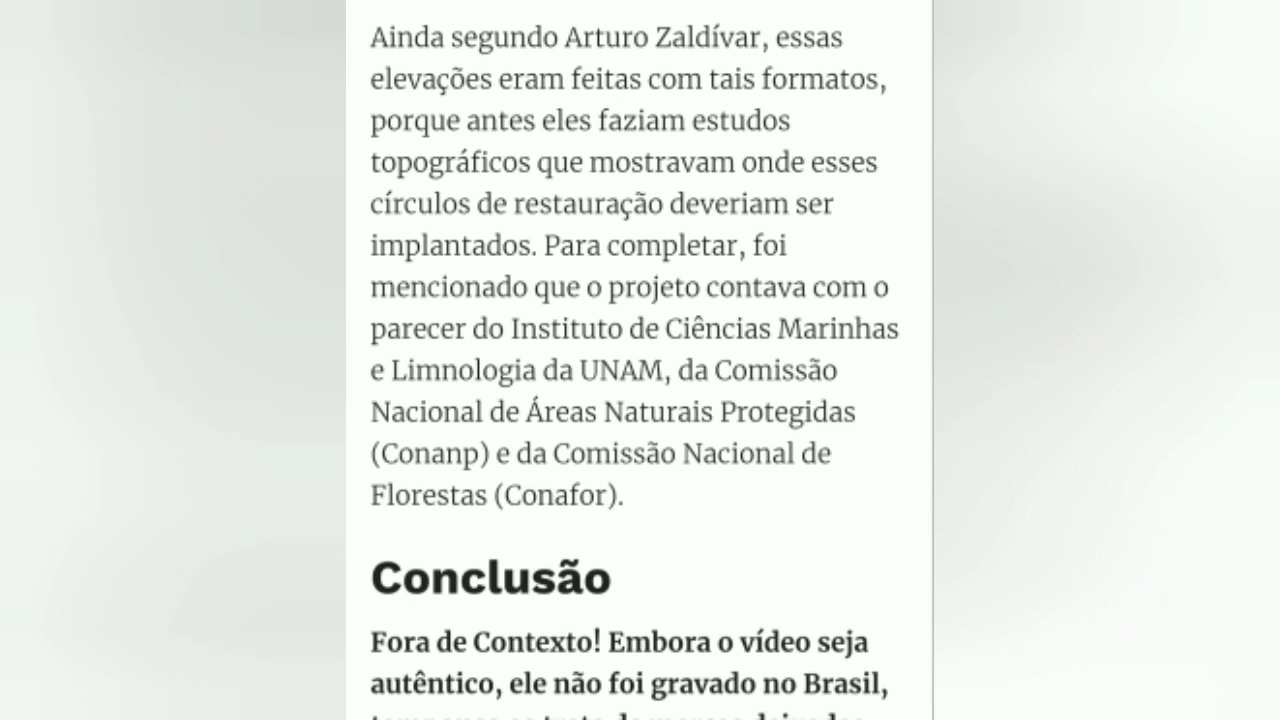 Ainda segundo Arturo Zaldívar, essas
elevações eram feitas com tais formatos,
porque antes eles faziam estudos
topográficos que mostravam onde esses
círculos de restauração deveriam ser
implantados. Para completar, foi
mencionado que o projeto contava com o
parecer do Instituto de Ciências Marinhas
e Limnologia da UNAM, da Comissão
Nacional de Áreas Naturais Protegidas
(Conanp) e da Comissão Nacional de
Florestas (Conafor).
Conclusão
Fora de Contexto! Embora o vídeo seja
autêntico, ele não foi gravado no Brasil,